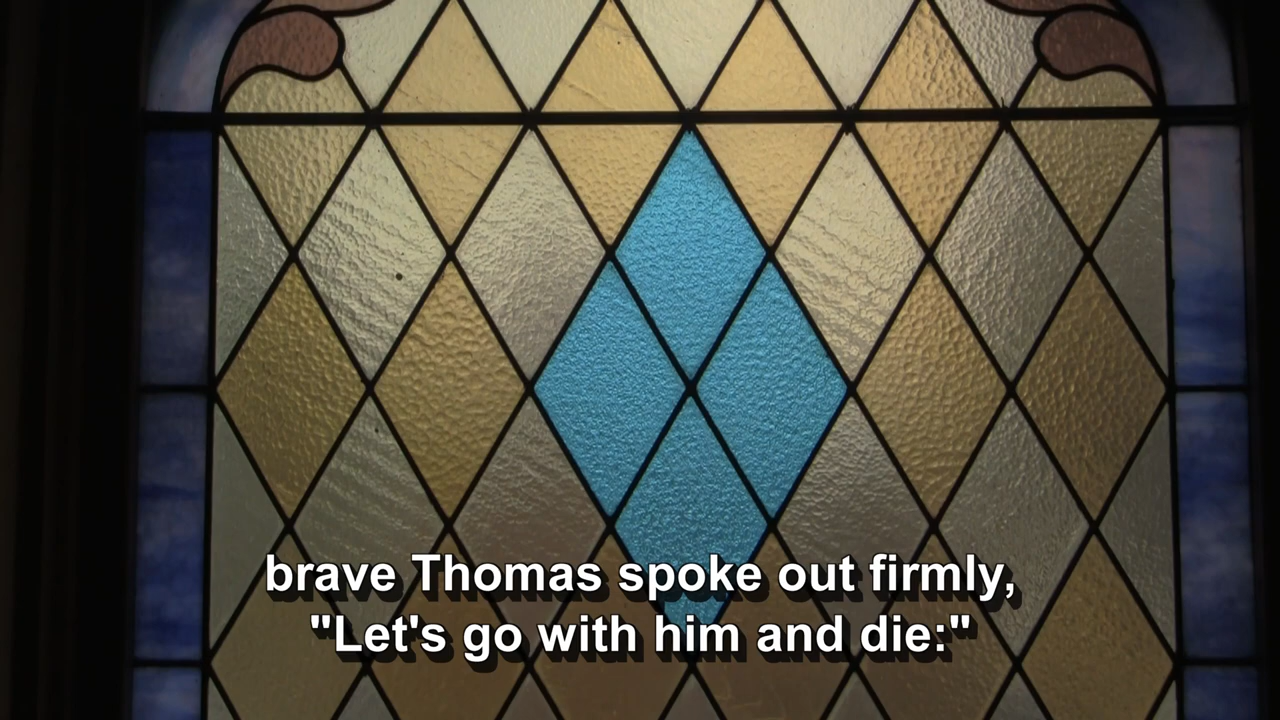 brave Thomas spoke out firmly,
"Let's go with him and die:"